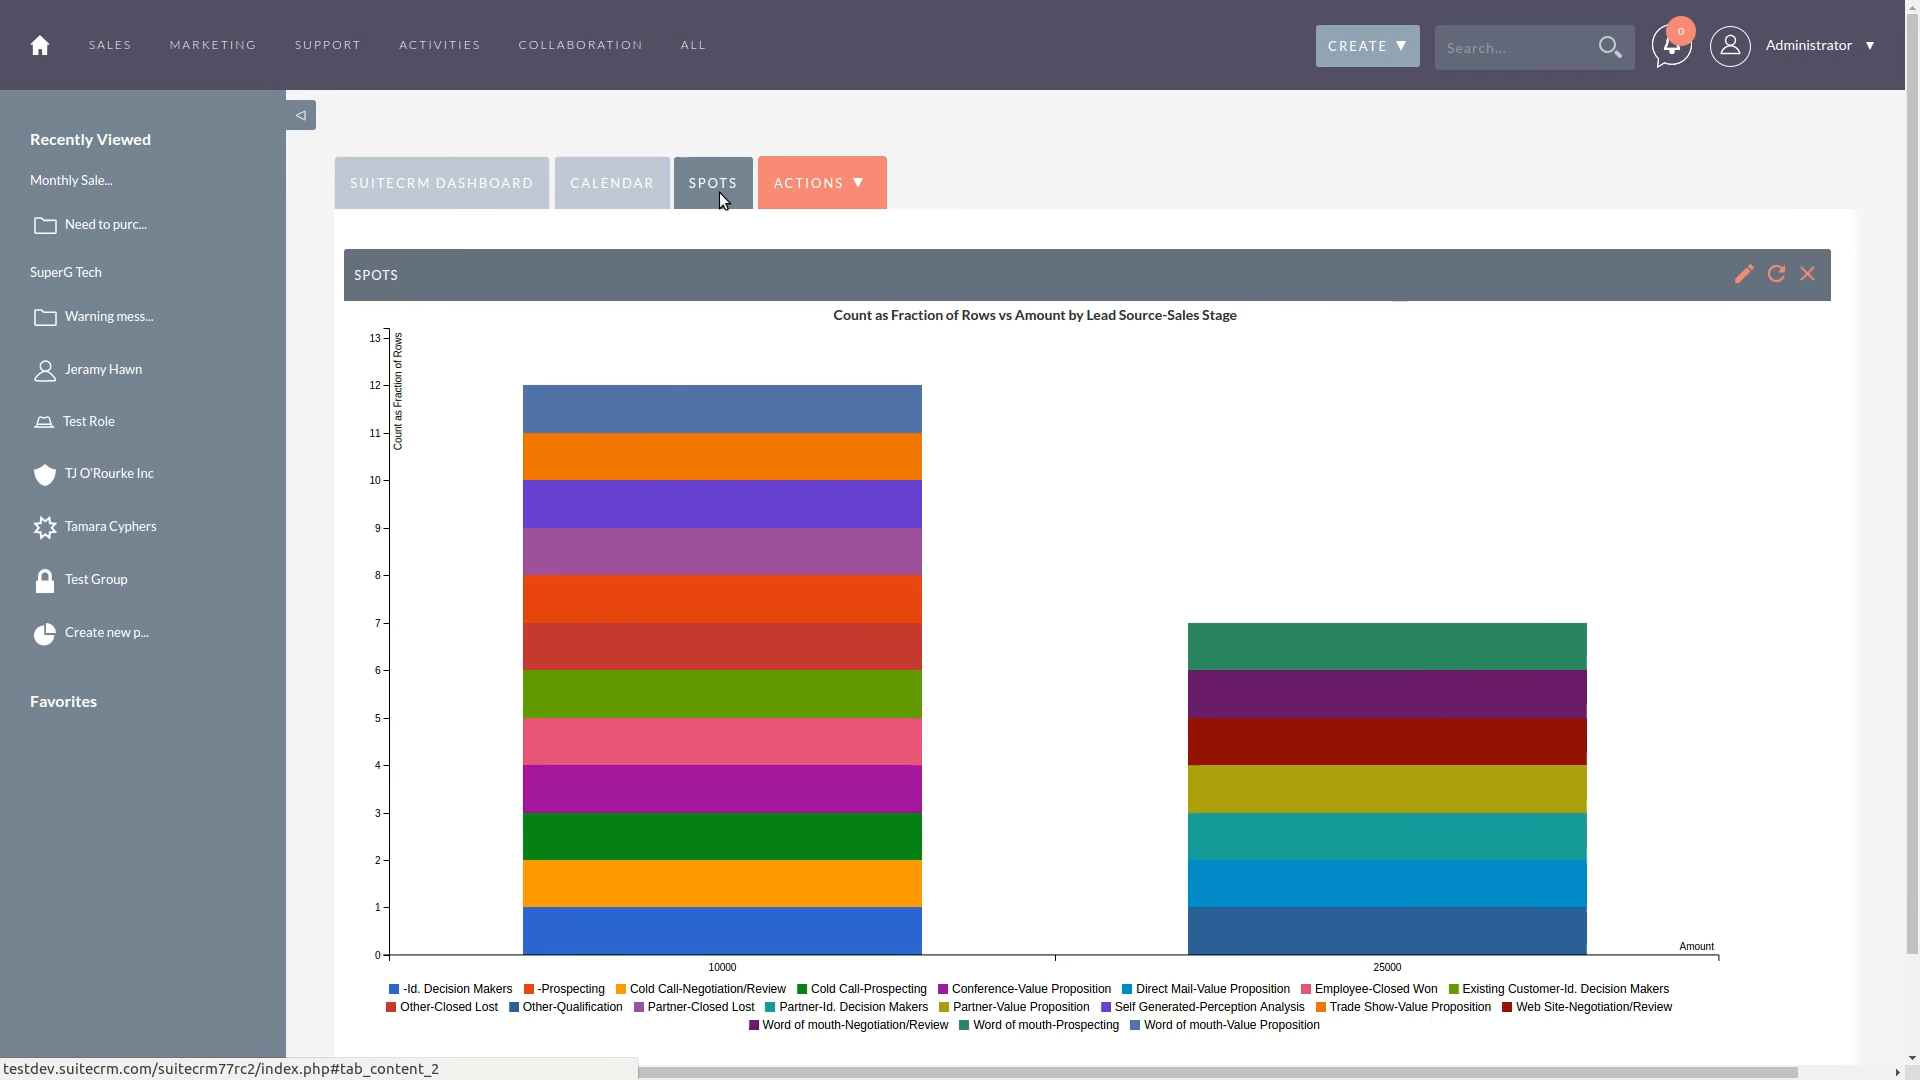 SALES MARKETING SUPPORT ACTIVITIES COLLABORATION ALL CREATE ▼ Search... 0 Administrator ▼
Recently Viewed
Monthly Sale...
Need to purc...
SuperG Tech
Warning mess...
Jeramy Hawn
Test Role
TJ O'Rourke Inc
Tamara Cyphers
Test Group
Create new p...
Favorites
SUITECRM DASHBOARD CALENDAR SPOTS ACTIONS ▼
SPOTS
Count as Fraction of Rows vs Amount by Lead Source-Sales Stage
Count as Fraction of Rows
13
12
11
10
9
8
7
6
5
4
3
2
1
0
Amount
10000 25000
-Id. Decision Makers -Prospecting Cold Call-Negotiation/Review Cold Call-Prospecting Conference-Value Proposition Direct Mail-Value Proposition Employee-Closed Won Existing Customer-Id. Decision Makers
Other-Closed Lost Other-Qualification Partner-Closed Lost Partner-Id. Decision Makers Partner-Value Proposition Self Generated-Perception Analysis Trade Show-Value Proposition Web Site-Negotiation/Review
Word of mouth-Negotiation/Review Word of mouth-Prospecting Word of mouth-Value Proposition
testdev.suitecrm.com/suitecrm77rc2/index.php#tab_content_2